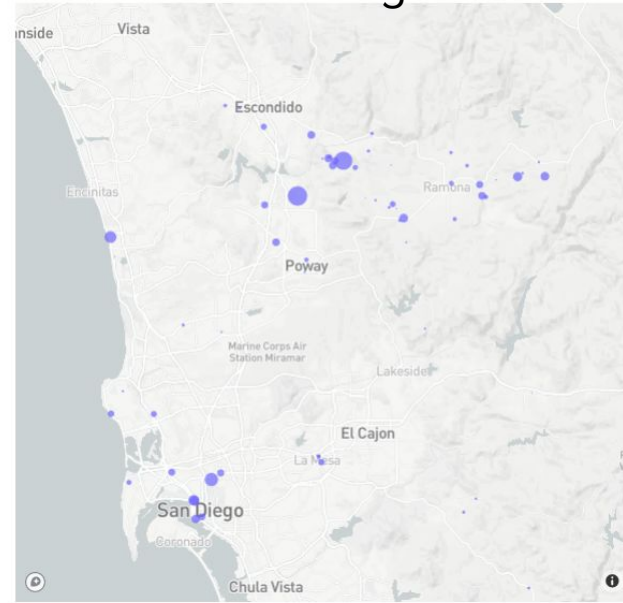 nside
Vista
Escondido
Encinitas
Ramona
Poway
Marine Corps Air
Station Miramar
Lakeside
El Cajon
La Mesa
San Diego
Coronado
Chula Vista